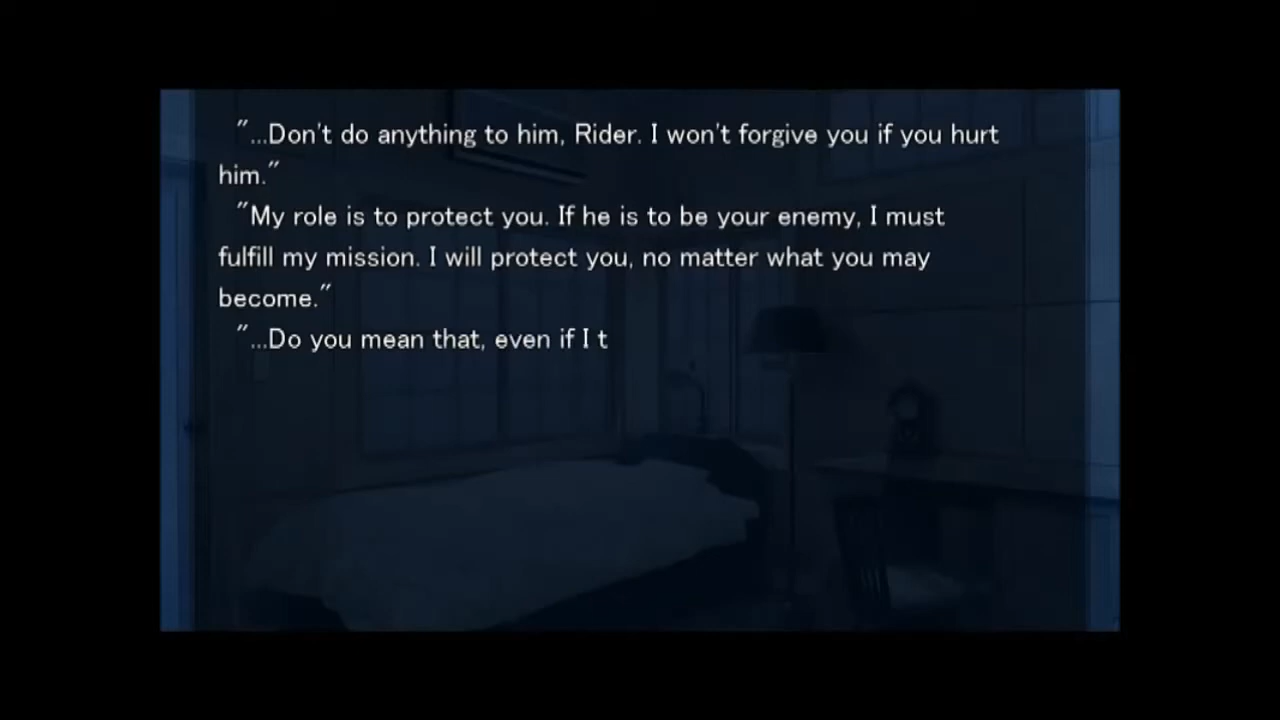 "...Don't do anything to him, Rider. I won't forgive you if you hurt
him."
"My role is to protect you. If he is to be your enemy, I must
fulfill my mission. I will protect you, no matter what you may
become."
"...Do you mean that, even if I t